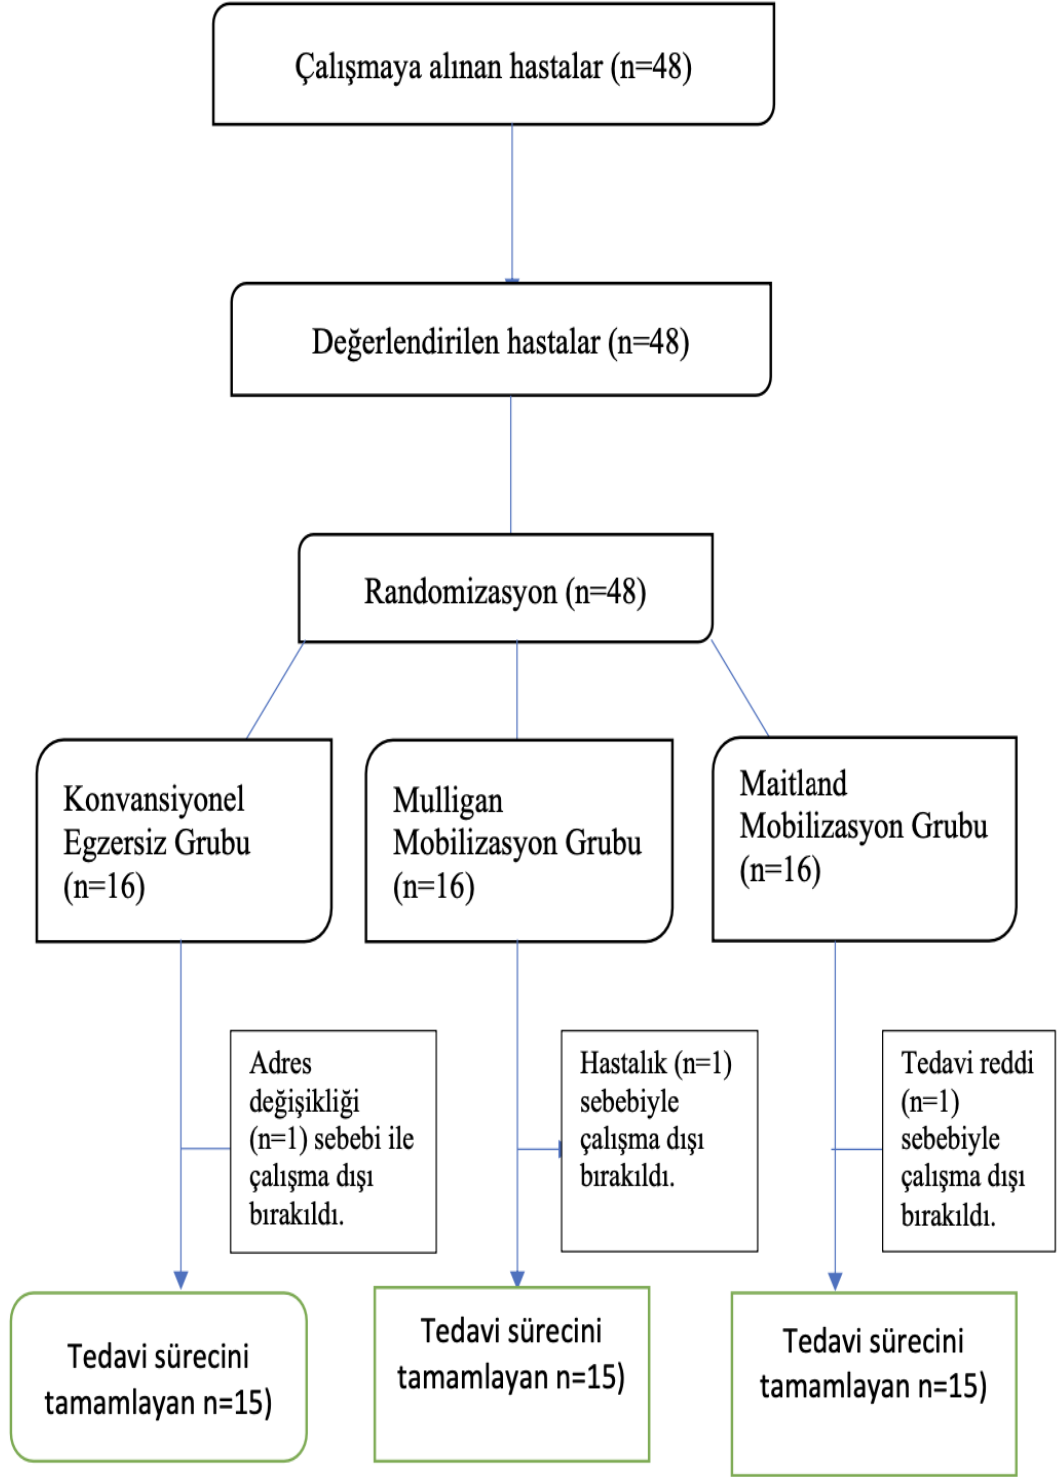 Çalışmaya alınan hastalar (n=48)
Değerlendirilen hastalar (n=48)
Randomizasyon (n=48)
Konvansiyonel
Egzersiz Grubu
(n=16)
Mulligan
Mobilizasyon Grubu
(n=16)
Maitland
Mobilizasyon Grubu
(n=16)
Adres
değişikliği
(n=1) sebebi ile
çalışma dışı
bırakıldı.
Hastalık (n=1)
sebebiyle
çalışma dışı
bırakıldı.
Tedavi reddi
(n=1)
sebebiyle
çalışma dışı
bırakıldı.
Tedavi sürecini
tamamlayan n=15)
Tedavi sürecini
tamamlayan n=15)
Tedavi sürecini
tamamlayan n=15)